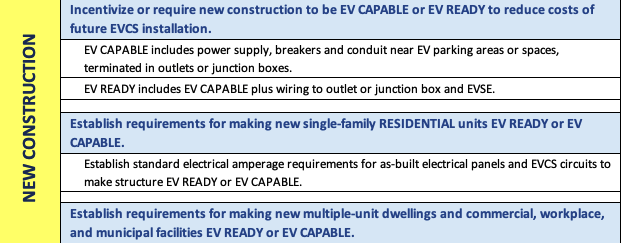 NEW CONSTRUCTION
Incentivize or require new construction to be EV CAPABLE or EV READY to reduce costs of
future EVCS installation.
EV CAPABLE includes power supply, breakers and conduit near EV parking areas or spaces,
terminated in outlets or junction boxes.
EV READY includes EV CAPABLE plus wiring to outlet or junction box and EVSE.
Establish requirements for making new single-family RESIDENTIAL units EV READY or EV
CAPABLE.
Establish standard electrical amperage requirements for as-built electrical panels and EVCS circuits to
make structure EV READY or EV CAPABLE.
Establish requirements for making new multiple-unit dwellings and commercial, workplace,
and municipal facilities EV READY or EV CAPABLE.